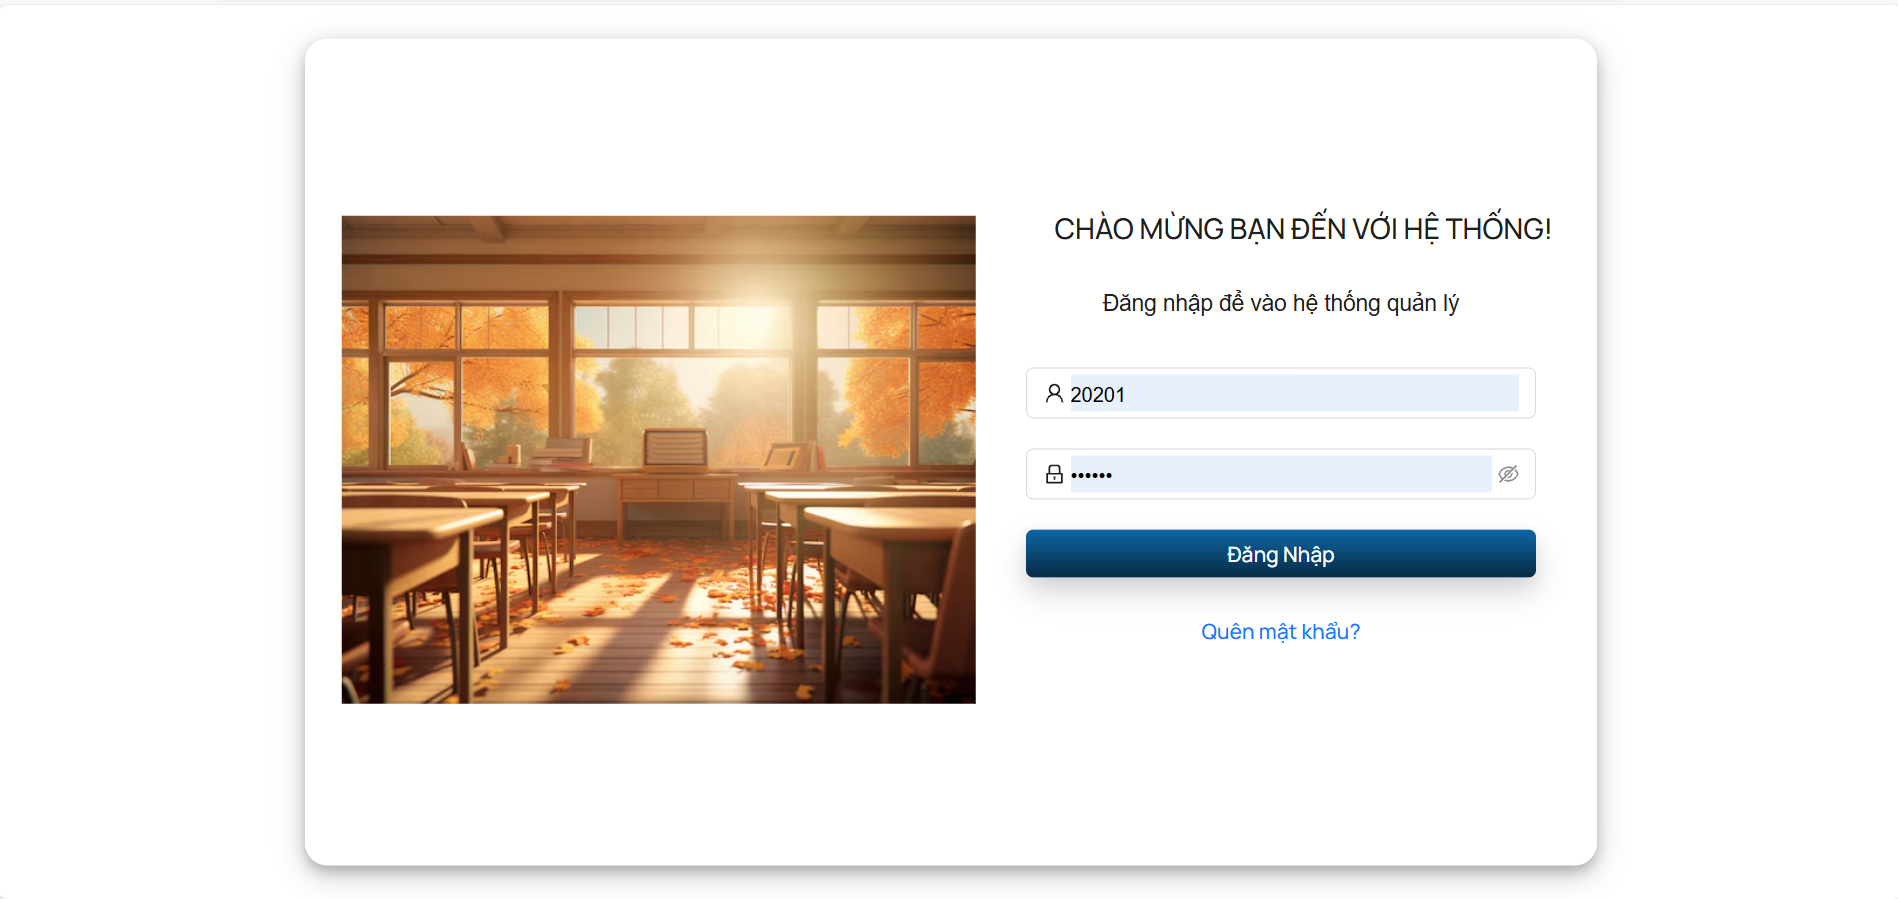 CHÀO MỪNG BẠN ĐẾN VỚI HỆ THỐNG!
Đăng nhập để vào hệ thống quản lý
20201
••••••
Đăng Nhập
Quên mật khẩu?